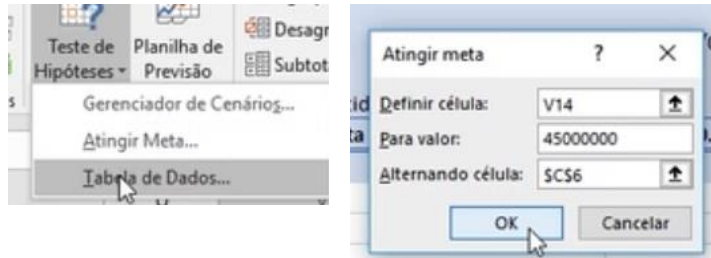 Teste de Hipóteses
Planilha de Previsão
Desagr
Subtot
Gerenciador de Cenários...
Atingir Meta...
Tabela de Dados...
Atingir meta ? ×
Definir célula: V14
Para valor: 45000000
Alternando célula: $C$6
OK Cancelar